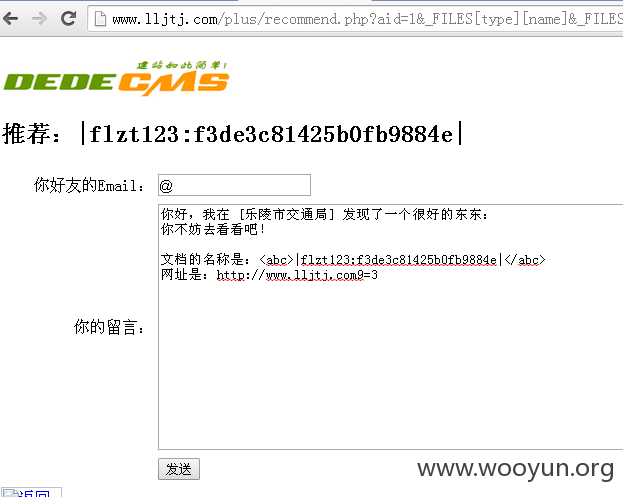 www.lljtj.com/plus/recommend.php?aid=1&_FILES[type][name]&_FILES
建站如此简单!
DEDECMS
推荐：|flzt123:f3de3c81425b0fb9884e|
你好友的Email： @
你好，我在 [乐陵市交通局] 发现了一个很好的东东：
你不妨去看看吧！
文档的名称是：<abc>|flzt123:f3de3c81425b0fb9884e|</abc>
网址是：http://www.lljtj.com9=3
你的留言：
发送
www.wooyun.org
返回